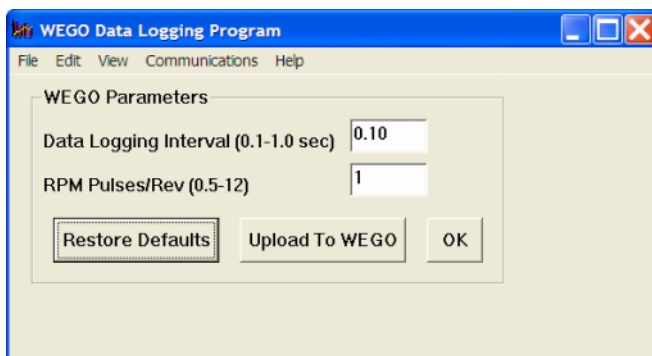 WEGO Data Logging Program
File Edit View Communications Help
WEGO Parameters
Data Logging Interval (0.1-1.0 sec) 0.10
RPM Pulses/Rev (0.5-12) 1
Restore Defaults Upload To WEGO OK